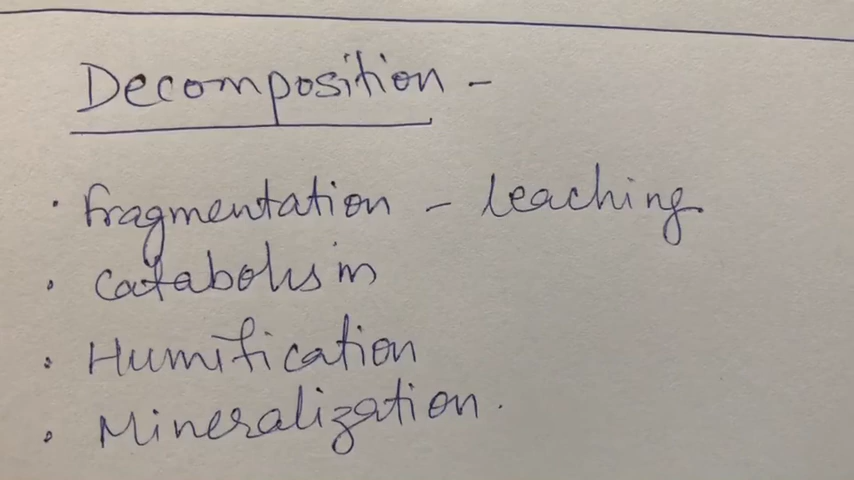 Decomposition -
• Fragmentation - leaching
• Catabolism
• Humification
• Mineralization.